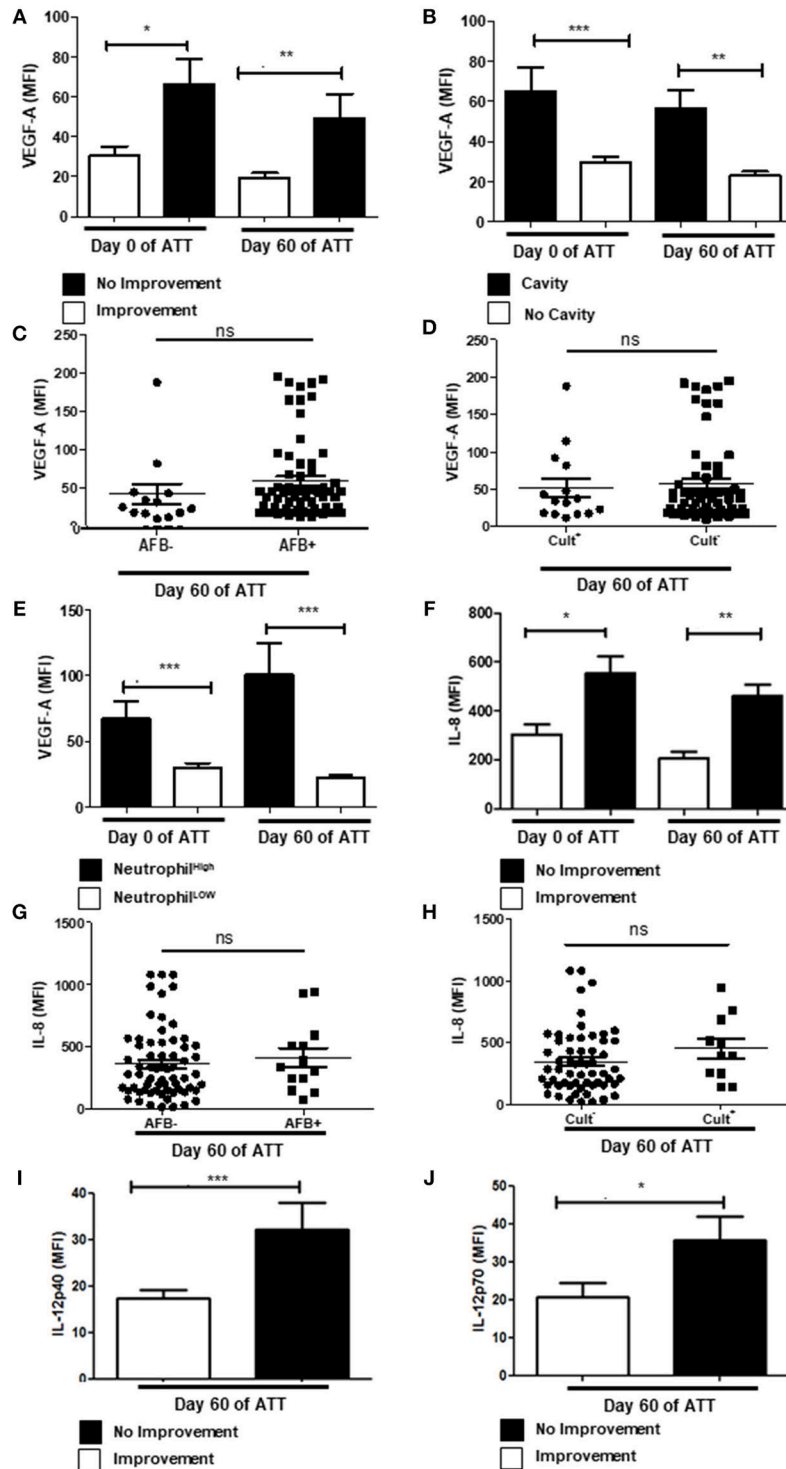 A
B
*
**
VEGF-A (MFI)
100
80
60
40
20
0
Day 0 of ATT
Day 60 of ATT
No Improvement
Improvement
***
**
VEGF-A (MFI)
100
80
60
40
20
0
Day 0 of ATT
Day 60 of ATT
Cavity
No Cavity
C
ns
VEGF-A (MFI)
250
200
150
100
50
0
AFB-
AFB+
Day 60 of ATT
D
ns
VEGF-A (MFI)
250
200
150
100
50
0
Cult+
Cult-
Day 60 of ATT
E
***
***
VEGF-A (MFI)
150
100
50
0
Day 0 of ATT
Day 60 of ATT
NeutrophilHigh
NeutrophilLOW
F
*
**
IL-8 (MFI)
800
600
400
200
0
Day 0 of ATT
Day 60 of ATT
No Improvement
Improvement
G
ns
IL-8 (MFI)
1500
1000
500
0
AFB-
AFB+
Day 60 of ATT
H
ns
IL-8 (MFI)
1500
1000
500
0
Cult-
Cult+
Day 60 of ATT
I
***
IL-12p40 (MFI)
40
30
20
10
0
Day 60 of ATT
No Improvement
Improvement
J
*
IL-12p70 (MFI)
50
40
30
20
10
0
Day 60 of ATT
No Improvement
Improvement